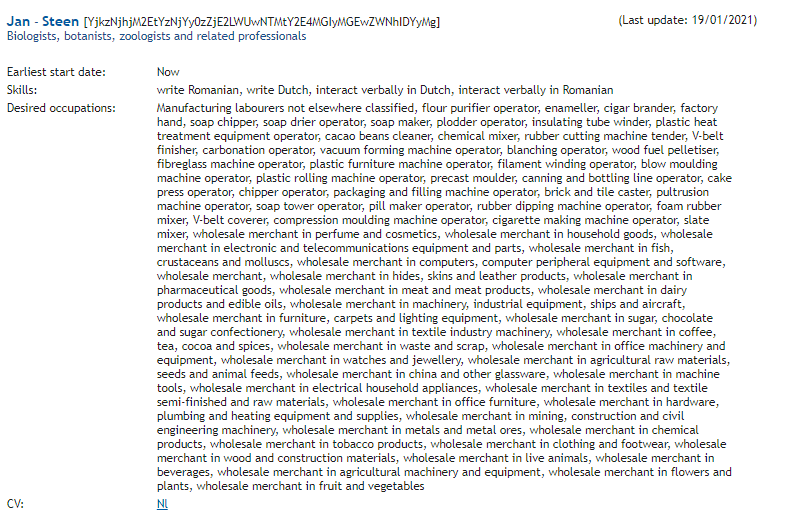 Jan - Steen [YjkzNjhjM2EtYzNjYy0zZjE2LWUwNTMtY2E4MGIyMGEwZWNhIDYyMg] (Last update: 19/01/2021)
Biologists, botanists, zoologists and related professionals
Earliest start date: Now
Skills: write Romanian, write Dutch, interact verbally in Dutch, interact verbally in Romanian
Desired occupations: Manufacturing labourers not elsewhere classified, flour purifier operator, enameller, cigar brander, factory
hand, soap chipper, soap drier operator, soap maker, plodder operator, insulating tube winder, plastic heat
treatment equipment operator, cacao beans cleaner, chemical mixer, rubber cutting machine tender, V-belt
finisher, carbonation operator, vacuum forming machine operator, blanching operator, wood fuel pelletiser,
fibreglass machine operator, plastic furniture machine operator, filament winding operator, blow moulding
machine operator, plastic rolling machine operator, precast moulder, canning and bottling line operator, cake
press operator, chipper operator, packaging and filling machine operator, brick and tile caster, pultrusion
machine operator, soap tower operator, pill maker operator, rubber dipping machine operator, foam rubber
mixer, V-belt coverer, compression moulding machine operator, cigarette making machine operator, slate
mixer, wholesale merchant in perfume and cosmetics, wholesale merchant in household goods, wholesale
merchant in electronic and telecommunications equipment and parts, wholesale merchant in fish,
crustaceans and molluscs, wholesale merchant in computers, computer peripheral equipment and software,
wholesale merchant, wholesale merchant in hides, skins and leather products, wholesale merchant in
pharmaceutical goods, wholesale merchant in meat and meat products, wholesale merchant in dairy
products and edible oils, wholesale merchant in machinery, industrial equipment, ships and aircraft,
wholesale merchant in furniture, carpets and lighting equipment, wholesale merchant in sugar, chocolate
and sugar confectionery, wholesale merchant in textile industry machinery, wholesale merchant in coffee,
tea, cocoa and spices, wholesale merchant in waste and scrap, wholesale merchant in office machinery and
equipment, wholesale merchant in watches and jewellery, wholesale merchant in agricultural raw materials,
seeds and animal feeds, wholesale merchant in china and other glassware, wholesale merchant in machine
tools, wholesale merchant in electrical household appliances, wholesale merchant in textiles and textile
semi-finished and raw materials, wholesale merchant in office furniture, wholesale merchant in hardware,
plumbing and heating equipment and supplies, wholesale merchant in mining, construction and civil
engineering machinery, wholesale merchant in metals and metal ores, wholesale merchant in chemical
products, wholesale merchant in tobacco products, wholesale merchant in clothing and footwear, wholesale
merchant in wood and construction materials, wholesale merchant in live animals, wholesale merchant in
beverages, wholesale merchant in agricultural machinery and equipment, wholesale merchant in flowers and
plants, wholesale merchant in fruit and vegetables
CV: Nl